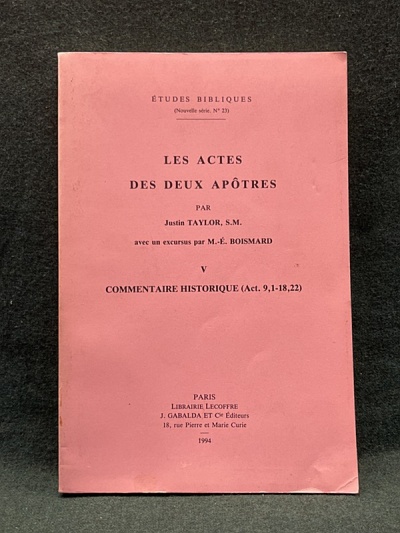 ÉTUDES BIBLIQUES
(Nouvelle série. N° 23)
LES ACTES
DES DEUX APÔTRES
PAR
Justin TAYLOR, S.M.
avec un excursus par M.-É. BOISMARD
V
COMMENTAIRE HISTORIQUE (Act. 9,1-18,22)
PARIS
LIBRAIRIE LECOFFRE
J. GABALDA ET Cie Éditeurs
18, rue Pierre et Marie Curie
1994